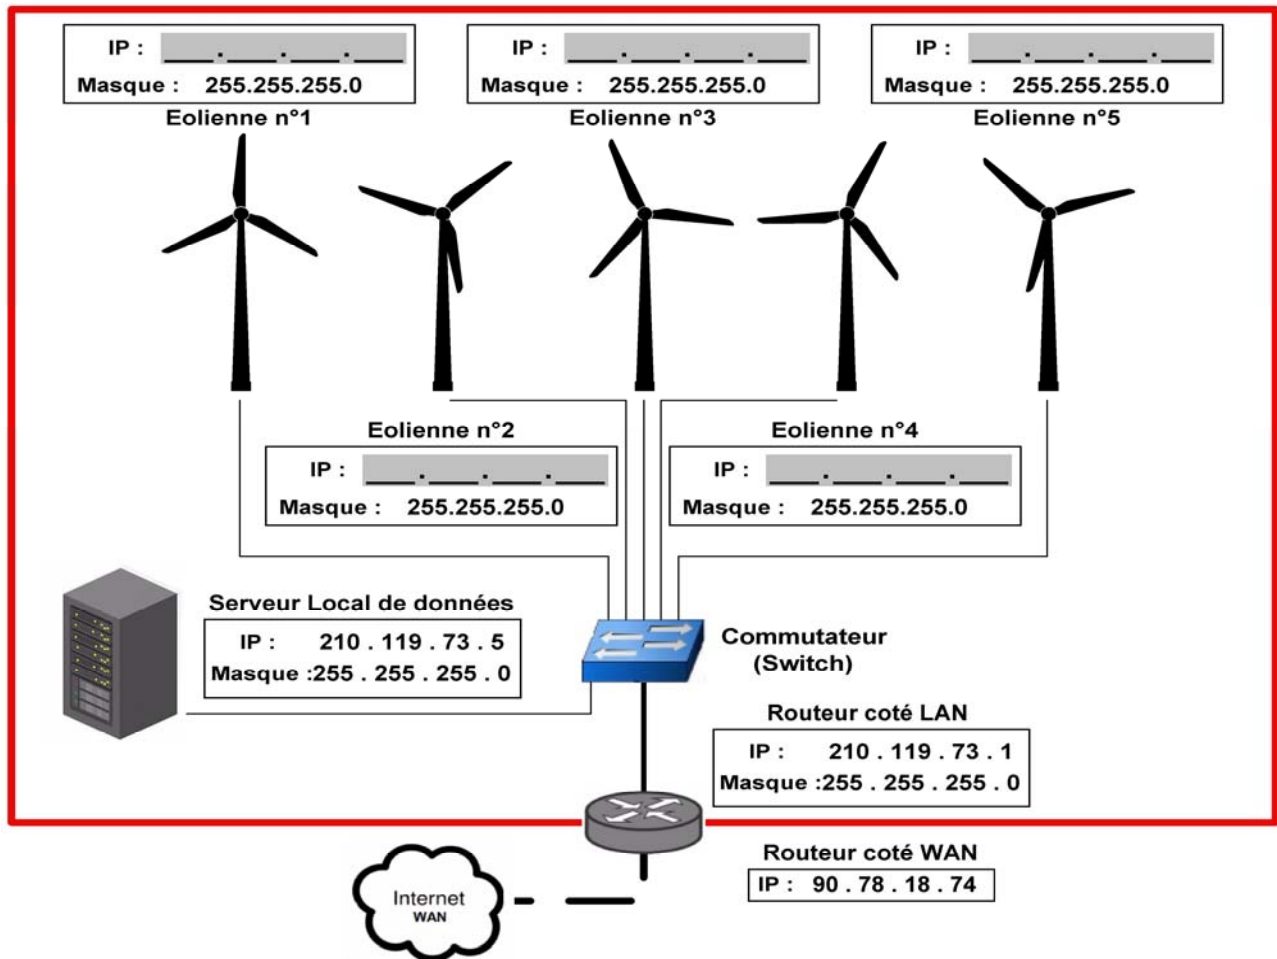 IP : ___.___.___.___
Masque : 255.255.255.0
Eolienne n°1
IP : ___.___.___.___
Masque : 255.255.255.0
Eolienne n°3
IP : ___.___.___.___
Masque : 255.255.255.0
Eolienne n°5
Eolienne n°2
IP : ___.___.___.___
Masque : 255.255.255.0
Eolienne n°4
IP : ___.___.___.___
Masque : 255.255.255.0
Serveur Local de données
IP : 210 . 119 . 73 . 5
Masque :255 . 255 . 255 . 0
Commutateur
(Switch)
Routeur coté LAN
IP : 210 . 119 . 73 . 1
Masque :255 . 255 . 255 . 0
Routeur coté WAN
IP : 90 . 78 . 18 . 74
Internet
WAN